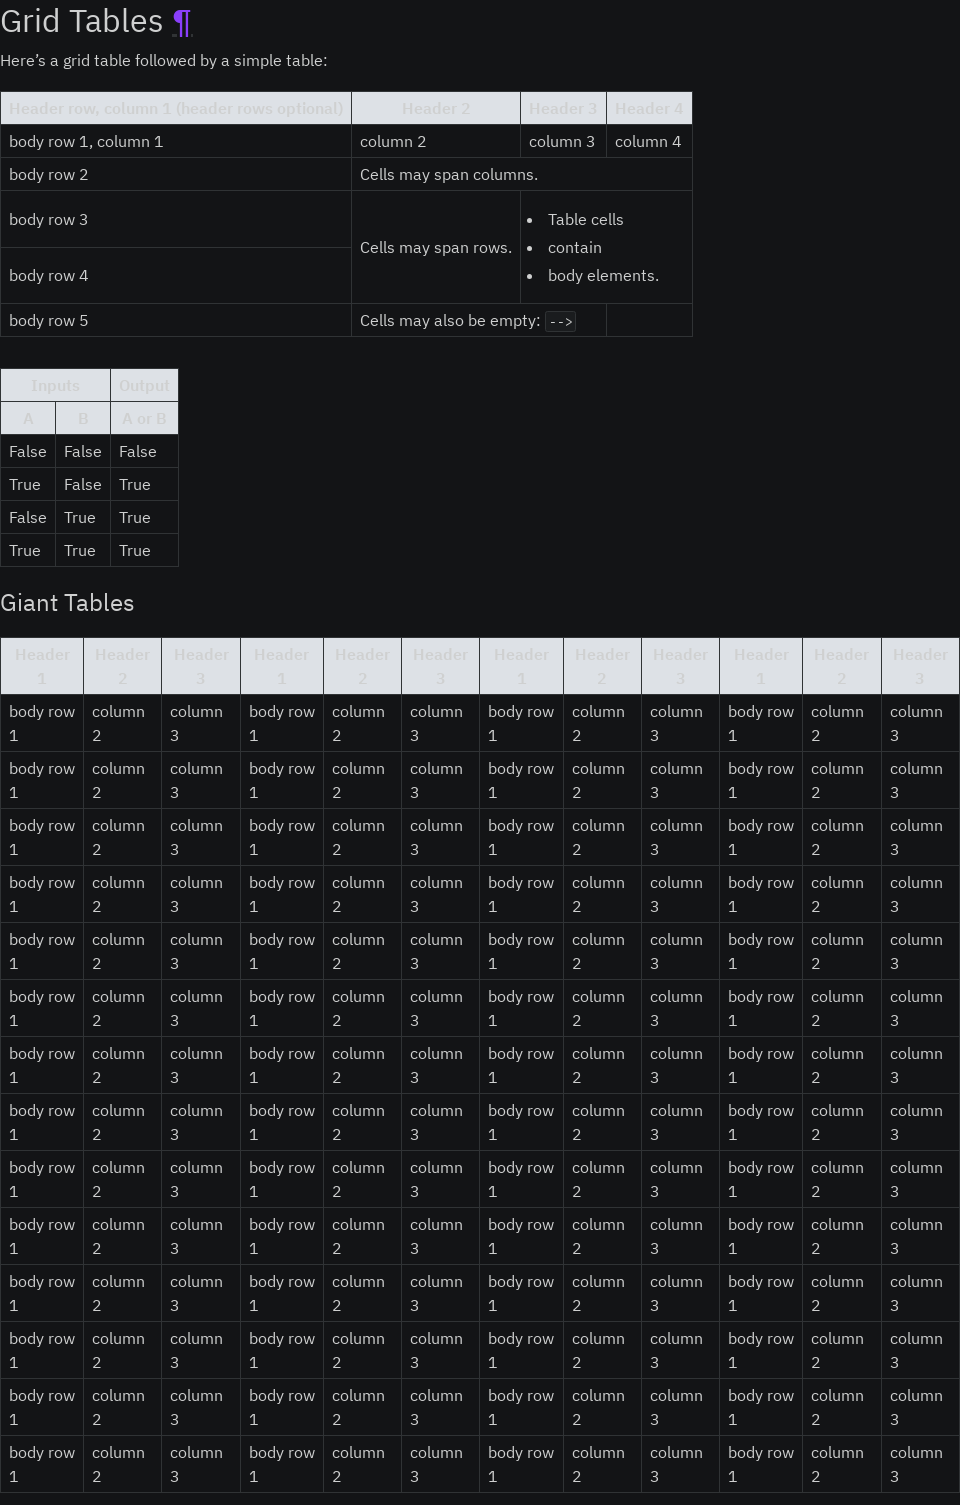 Grid Tables ¶
Here’s a grid table followed by a simple table:
Header row, column 1 (header rows optional) Header 2 Header 3 Header 4
body row 1, column 1 column 2 column 3 column 4
body row 2 Cells may span columns.
body row 3
Cells may span rows.
• Table cells
• contain
• body elements.
body row 4
body row 5 Cells may also be empty: -->
Inputs Output
A B A or B
False False False
True False True
False True True
True True True
Giant Tables
Header Header Header Header Header Header Header Header Header Header Header Header
1 2 3 1 2 3 1 2 3 1 2 3
body row column column body row column column body row column column body row column column
1 2 3 1 2 3 1 2 3 1 2 3
body row column column body row column column body row column column body row column column
1 2 3 1 2 3 1 2 3 1 2 3
body row column column body row column column body row column column body row column column
1 2 3 1 2 3 1 2 3 1 2 3
body row column column body row column column body row column column body row column column
1 2 3 1 2 3 1 2 3 1 2 3
body row column column body row column column body row column column body row column column
1 2 3 1 2 3 1 2 3 1 2 3
body row column column body row column column body row column column body row column column
1 2 3 1 2 3 1 2 3 1 2 3
body row column column body row column column body row column column body row column column
1 2 3 1 2 3 1 2 3 1 2 3
body row column column body row column column body row column column body row column column
1 2 3 1 2 3 1 2 3 1 2 3
body row column column body row column column body row column column body row column column
1 2 3 1 2 3 1 2 3 1 2 3
body row column column body row column column body row column column body row column column
1 2 3 1 2 3 1 2 3 1 2 3
body row column column body row column column body row column column body row column column
1 2 3 1 2 3 1 2 3 1 2 3
body row column column body row column column body row column column body row column column
1 2 3 1 2 3 1 2 3 1 2 3
body row column column body row column column body row column column body row column column
1 2 3 1 2 3 1 2 3 1 2 3
body row column column body row column column body row column column body row column column
1 2 3 1 2 3 1 2 3 1 2 3